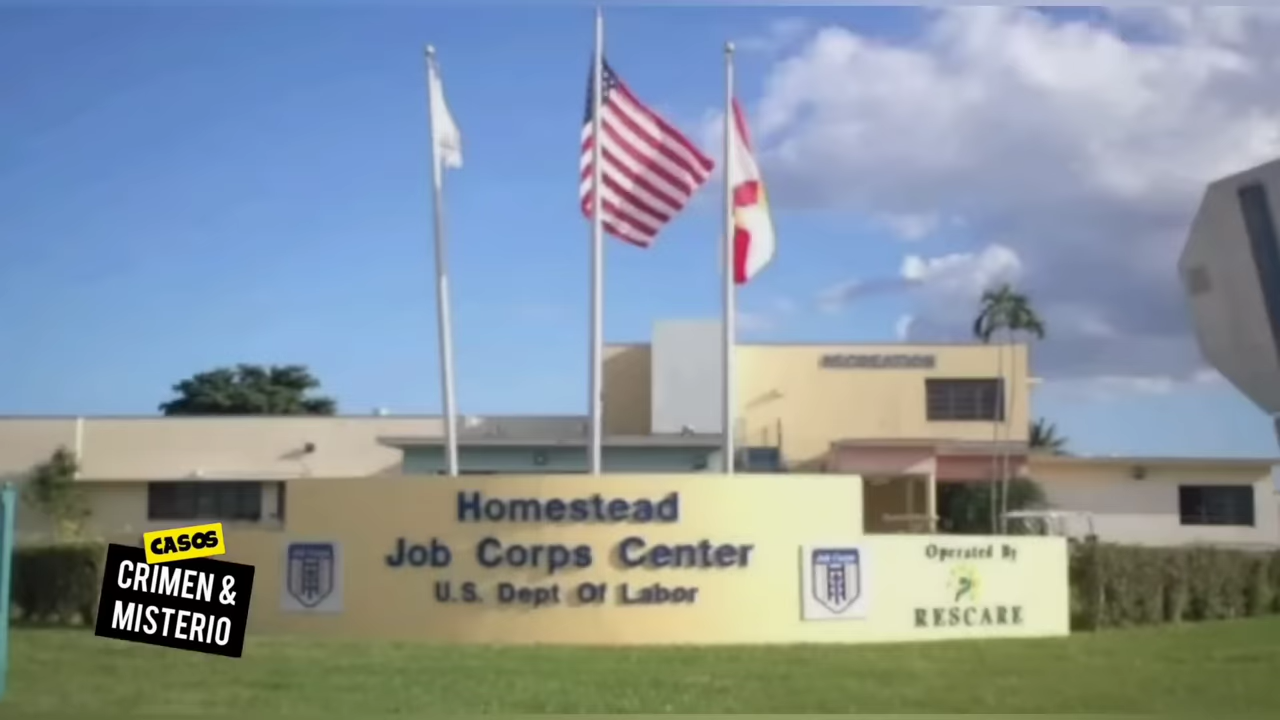 RECREATION
Homestead
Job Corps Center
U.S. Dept Of Labor
Operated By
RESCARE
CASOS
CRIMEN &
MISTERIO